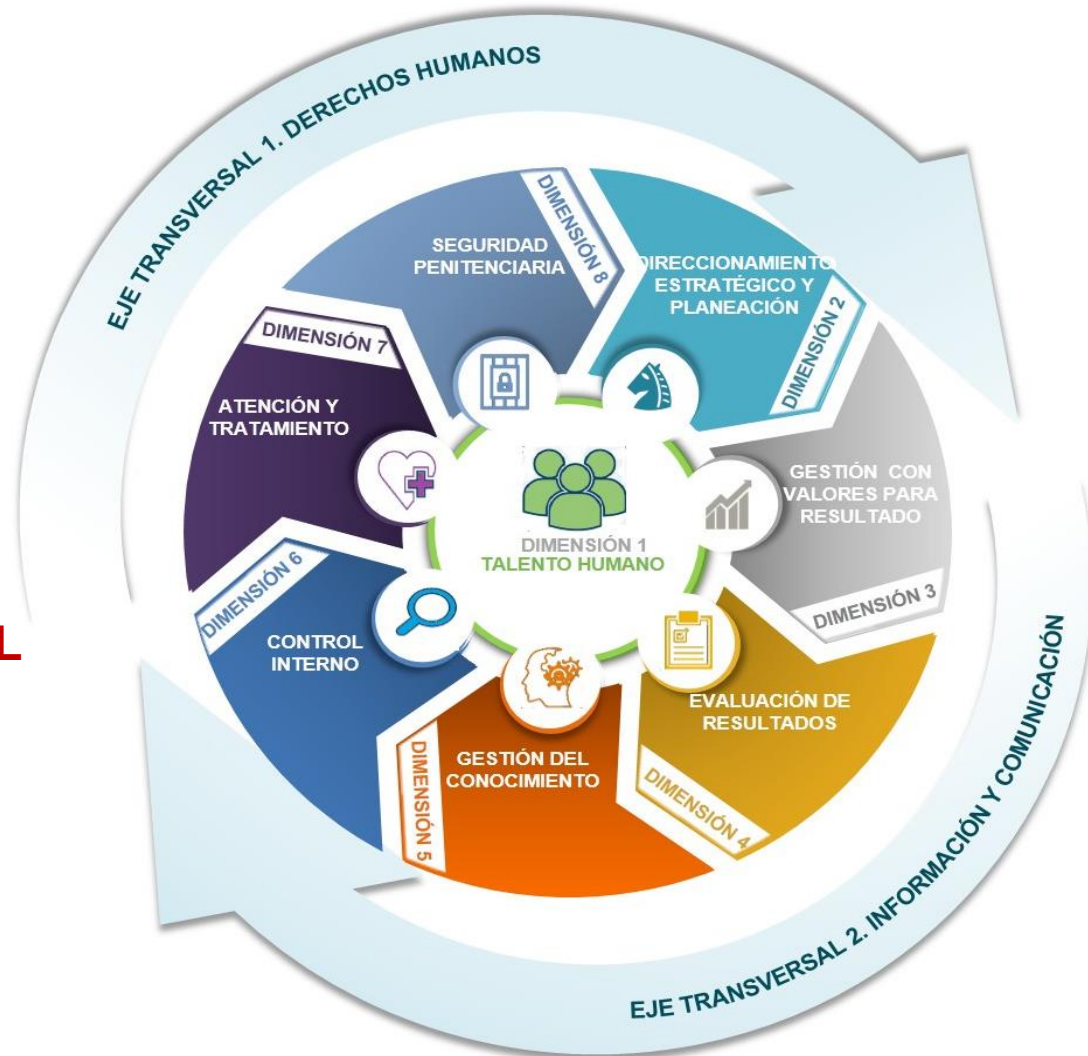 EJE TRANSVERSAL 1. DERECHOS HUMANOS
DIMENSIÓN 8
SEGURIDAD
PENITENCIARIA
DIRECCIONAMIENTO
ESTRATÉGICO Y
PLANEACIÓN
DIMENSIÓN 2
DIMENSIÓN 7
ATENCIÓN Y
TRATAMIENTO
GESTIÓN CON
VALORES PARA
RESULTADO
DIMENSIÓN 3
DIMENSIÓN 1
TALENTO HUMANO
DIMENSIÓN 6
CONTROL
INTERNO
L
EVALUACIÓN DE
RESULTADOS
DIMENSIÓN 4
GESTIÓN DEL
CONOCIMIENTO
DIMENSIÓN 5
EJE TRANSVERSAL 2. INFORMACIÓN Y COMUNICACIÓN